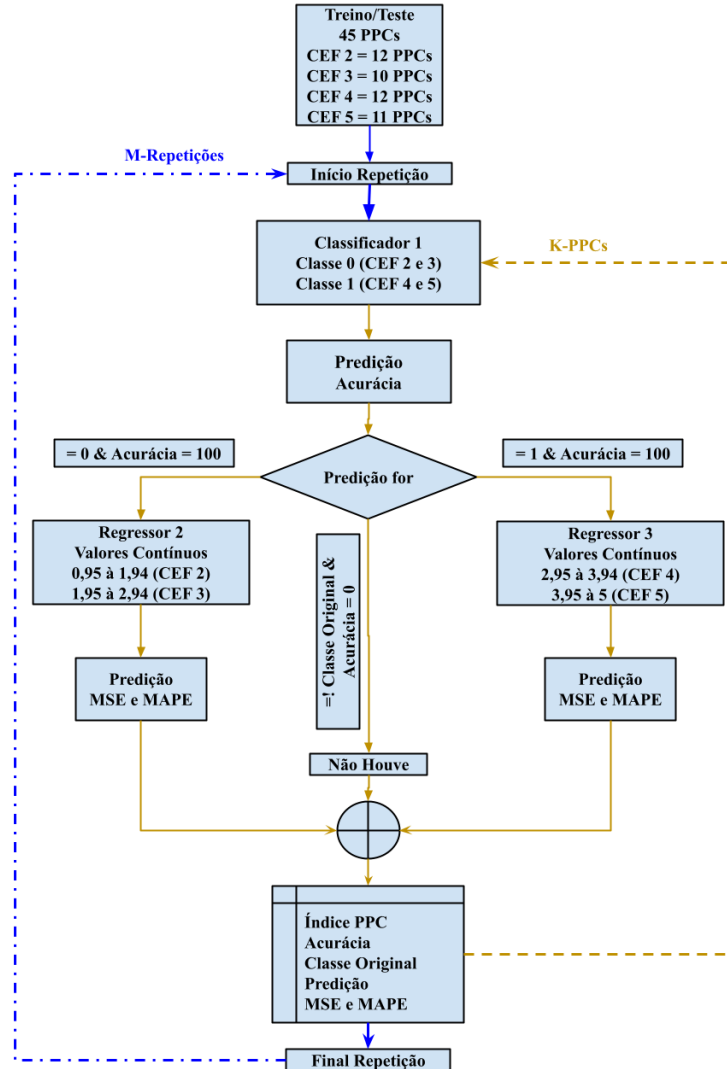 Treino/Teste
45 PPCs
CEF 2 = 12 PPCs
CEF 3 = 10 PPCs
CEF 4 = 12 PPCs
CEF 5 = 11 PPCs
M-Repetições
Início Repetição
Classificador 1
Classe 0 (CEF 2 e 3)
Classe 1 (CEF 4 e 5)
K-PPCs
Predição
Acurácia
= 0 & Acurácia = 100
Predição for
= 1 & Acurácia = 100
Regressor 2
Valores Contínuos
0,95 à 1,94 (CEF 2)
1,95 à 2,94 (CEF 3)
=! Classe Original &
Acurácia = 0
Regressor 3
Valores Contínuos
2,95 à 3,94 (CEF 4)
3,95 à 5 (CEF 5)
Predição
MSE e MAPE
Predição
MSE e MAPE
Não Houve
Índice PPC
Acurácia
Classe Original
Predição
MSE e MAPE
Final Repetição